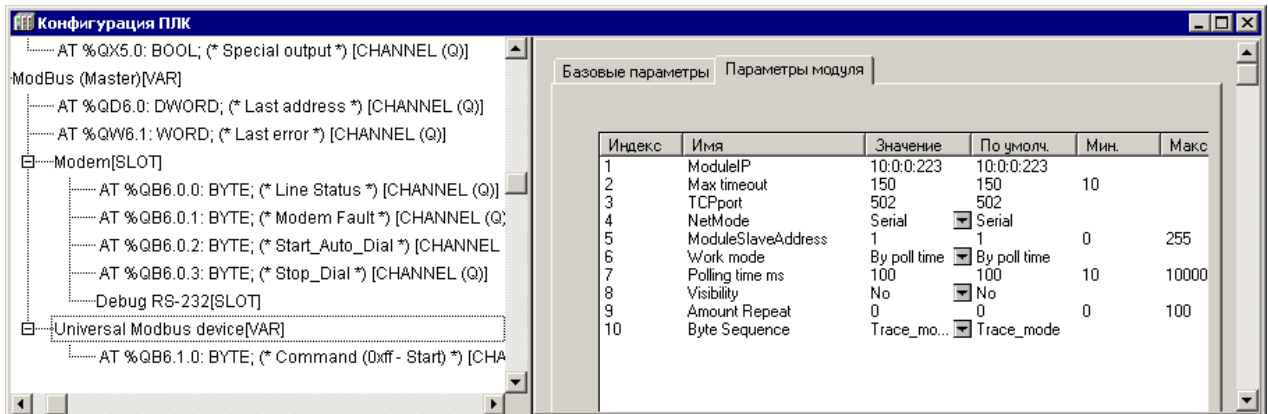 Конфигурация ПЛК
AT %QX5.0: BOOL; (* Special output *) [CHANNEL (Q)]
ModBus (Master)[VAR]
AT %QD6.0: DWORD; (* Last address *) [CHANNEL (Q)]
AT %QW6.1: WORD; (* Last error *) [CHANNEL (Q)]
Modem[SLOT]
AT %QB6.0.0: BYTE; (* Line Status *) [CHANNEL (Q)]
AT %QB6.0.1: BYTE; (* Modem Fault *) [CHANNEL (Q)
AT %QB6.0.2: BYTE; (* Start_Auto_Dial *) [CHANNEL
AT %QB6.0.3: BYTE; (* Stop_Dial *) [CHANNEL (Q)]
Debug RS-232[SLOT]
Universal Modbus device[VAR]
AT %QB6.1.0: BYTE; (* Command (0xff - Start) *) [CHA
Базовые параметры Параметры модуля
Индекс Имя Значение По умолч. Мин. Макс
1 ModuleIP 10:0:0:223 10:0:0:223
2 Max timeout 150 150 10
3 TCPport 502 502
4 NetMode Serial Serial
5 ModuleSlaveAddress 1 1 0 255
6 Work mode By poll time By poll time
7 Polling time ms 100 100 10 10000
8 Visibility No No
9 Amount Repeat 0 0 0 100
10 Byte Sequence Trace_mo... Trace_mode